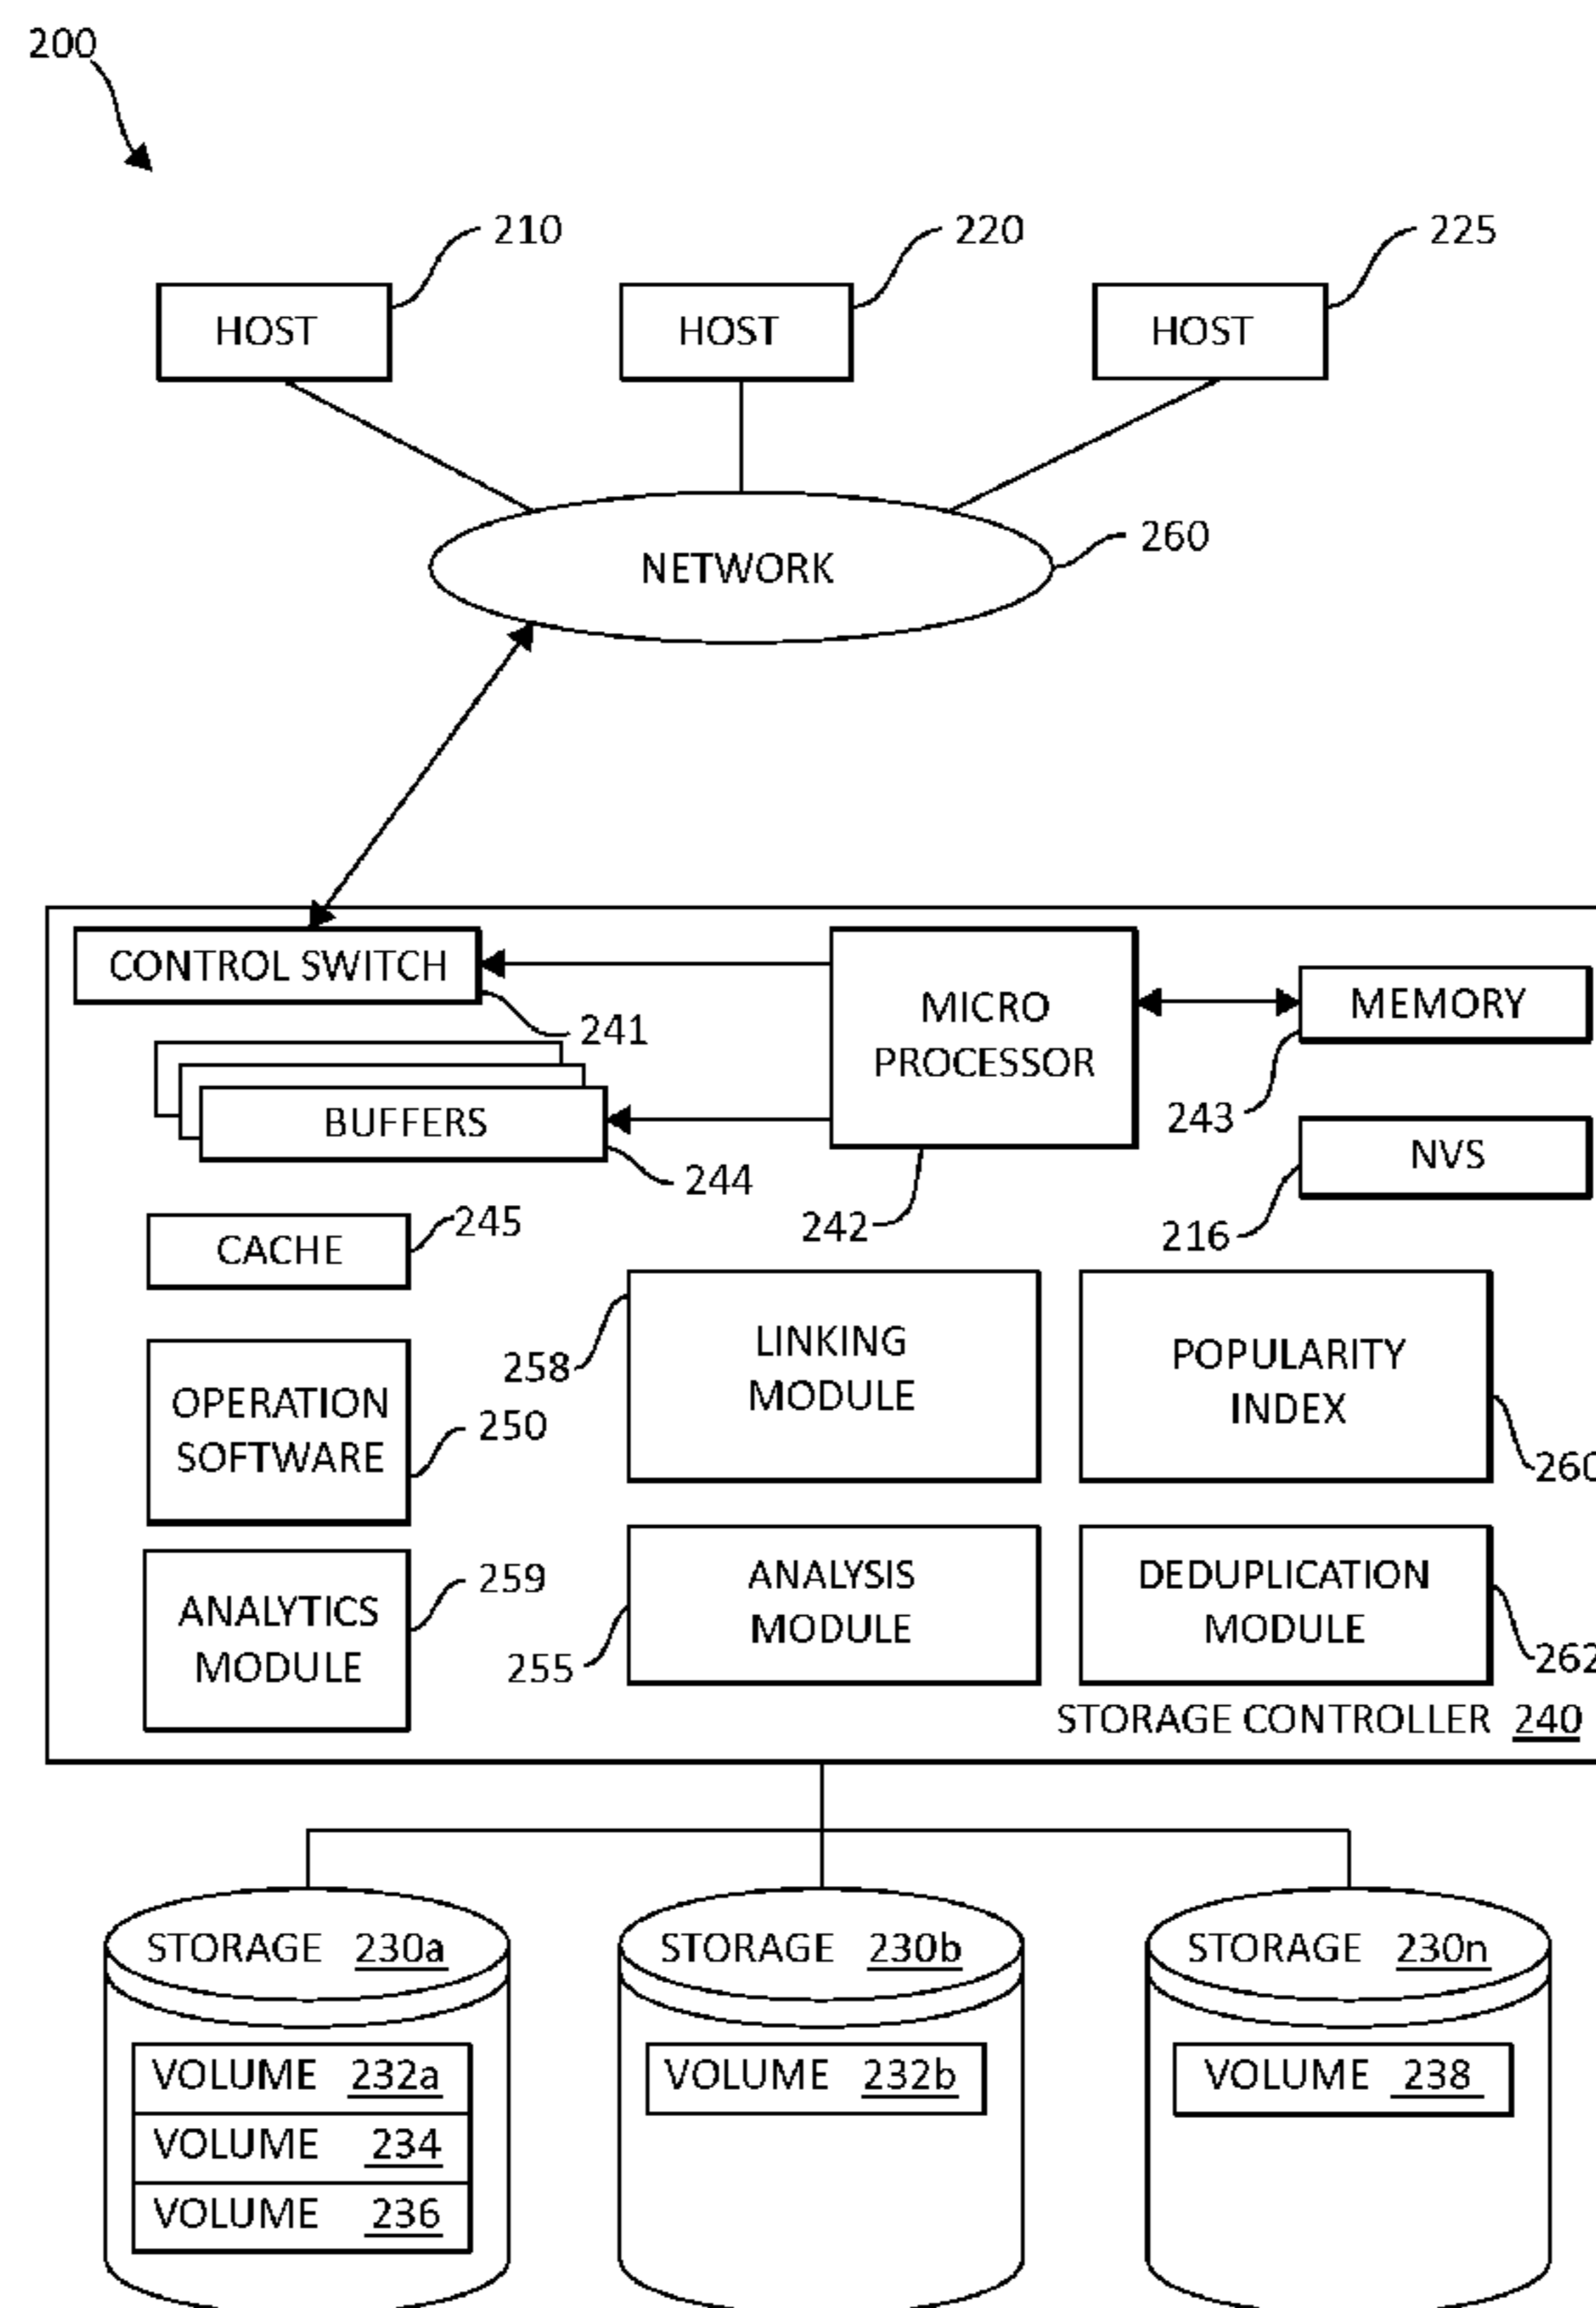 200
210
220
225
HOST
HOST
HOST
260
NETWORK
CONTROL SWITCH
241
MICRO
PROCESSOR
MEMORY
243
BUFFERS
244
242
NVS
216
CACHE
245
258
LINKING
MODULE
POPULARITY
INDEX
260
OPERATION
SOFTWARE
250
ANALYTICS
MODULE
259
ANALYSIS
MODULE
255
DEDUPLICATION
MODULE
262
STORAGE CONTROLLER 240
STORAGE 230a
STORAGE 230b
STORAGE 230n
VOLUME 232a
VOLUME 234
VOLUME 236
VOLUME 232b
VOLUME 238